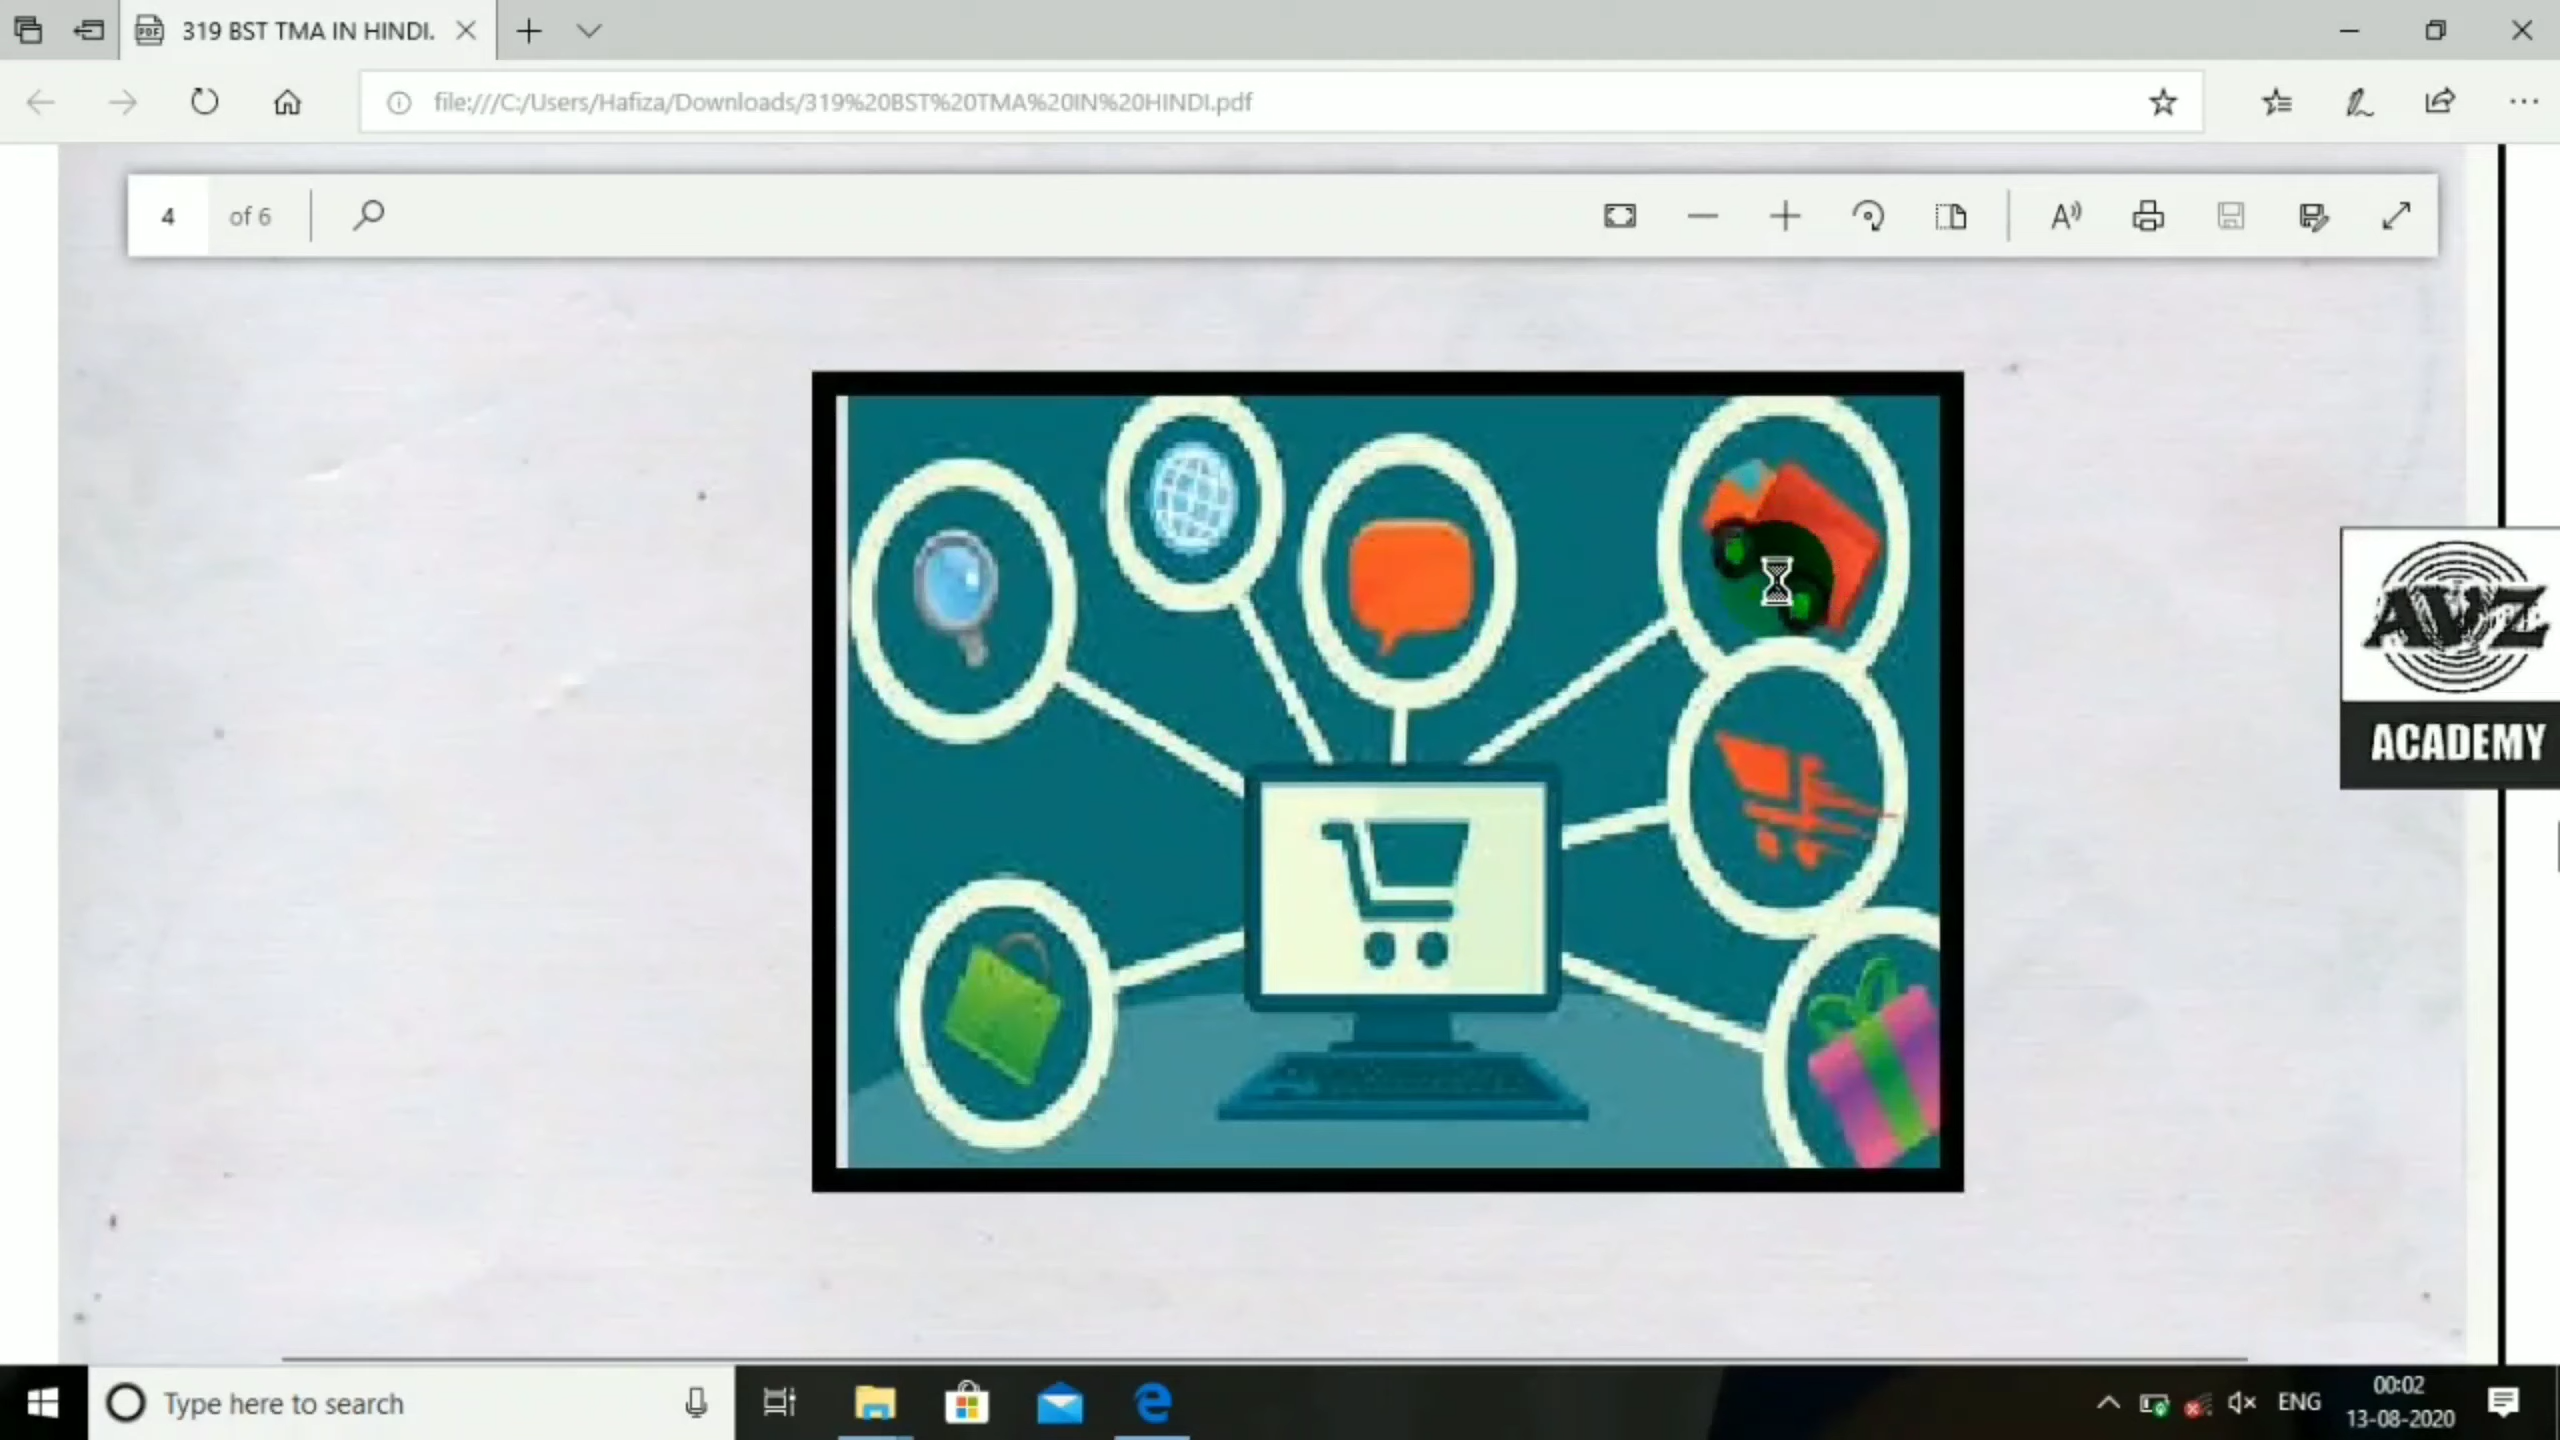 319 BST TMA IN HINDI.
file:///C:/Users/Hafiza/Downloads/319%20BST%20TMA%20IN%20HINDI.pdf
4 of 6
AVZ
ACADEMY
Type here to search
ENG
00:02
13-08-2020